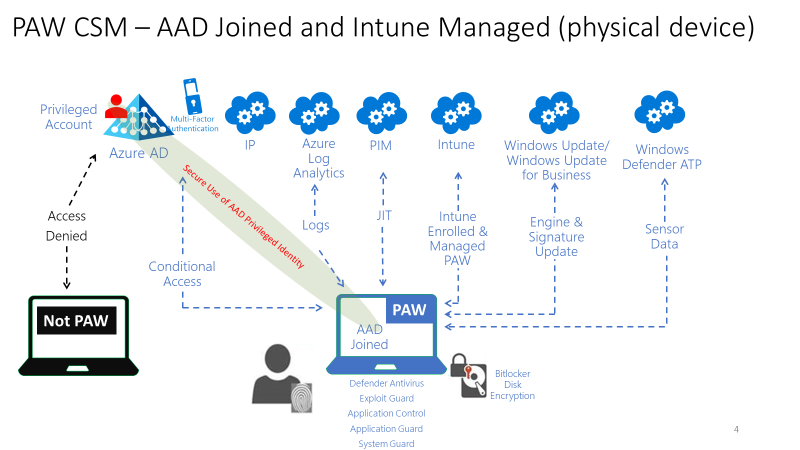 PAW CSM – AAD Joined and Intune Managed (physical device)
Privileged
Account
Azure AD
Multi-Factor
Authentication
IP
Azure
Log
Analytics
PIM
Intune
Windows Update/
Windows Update
for Business
Windows
Defender ATP
Secure Use of AAD Privileged Identity
Access
Denied
Conditional
Access
Logs
JIT
Intune
Enrolled &
Managed
PAW
Engine &
Signature
Update
Sensor
Data
Not PAW
PAW
AAD
Joined
Bitlocker
Disk
Encryption
Defender Antivirus
Exploit Guard
Application Control
Application Guard
System Guard
4